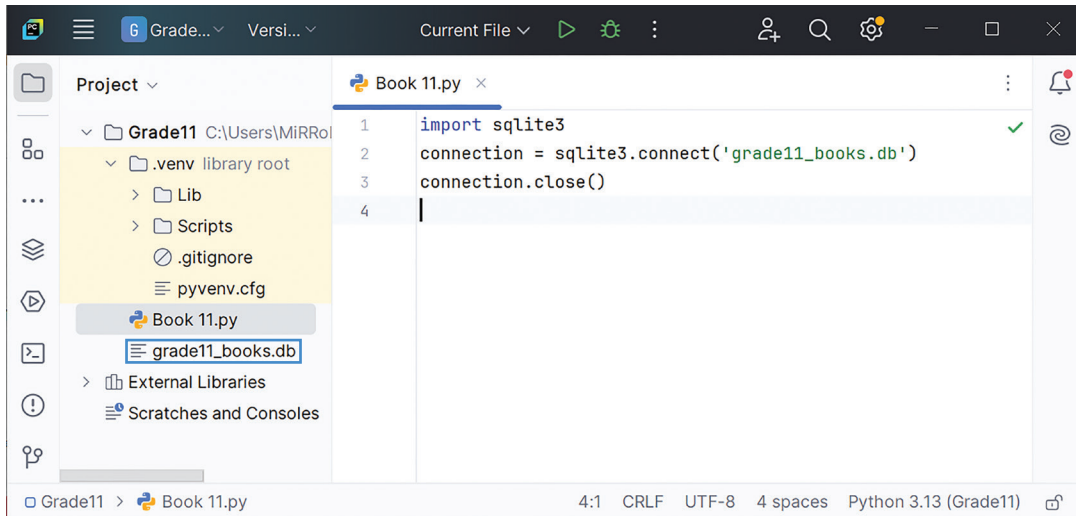 PC
G Grade... Versi... Current File
Project
Book 11.py
Grade11 C:\Users\MiRRol
.venv library root
Lib
Scripts
.gitignore
pyvenv.cfg
Book 11.py
grade11_books.db
External Libraries
Scratches and Consoles
1 import sqlite3
2 connection = sqlite3.connect('grade11_books.db')
3 connection.close()
4
Grade11 > Book 11.py 4:1 CRLF UTF-8 4 spaces Python 3.13 (Grade11)